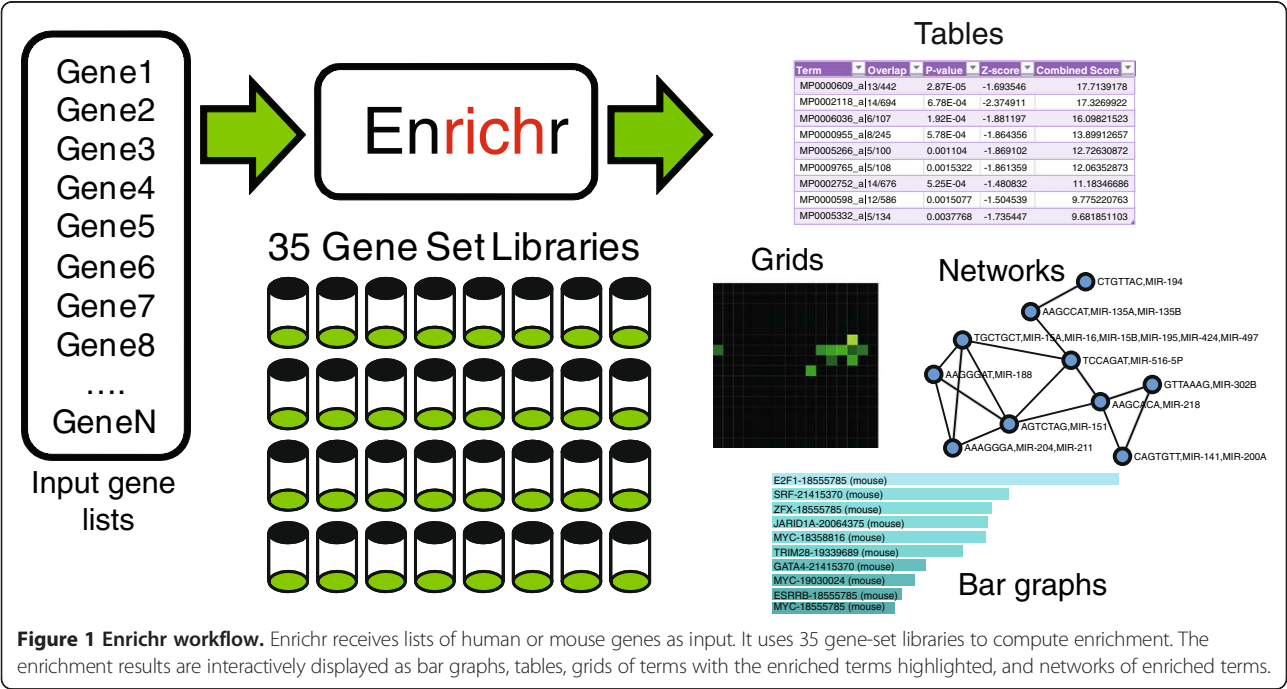 Gene1
Gene2
Gene3
Gene4
Gene5
Gene6
Gene7
Gene8
....
GeneN
Input gene
lists
Enrichr
35 Gene Set Libraries
Tables
Term Overlap P-value Z-score Combined Score
MP0000609_a|13/442 2.87E-05 -1.693546 17.7139178
MP0002118_a|14/694 6.78E-04 -2.374911 17.3269922
MP0006036_a|6/107 1.92E-04 -1.881197 16.09821523
MP0000955_a|8/245 5.78E-04 -1.864356 13.89912657
MP0005266_a|5/100 0.001104 -1.869102 12.72630872
MP0009765_a|5/108 0.0015322 -1.861359 12.06352873
MP0002752_a|14/676 5.25E-04 -1.480832 11.18346686
MP0000598_a|12/586 0.0015077 -1.504539 9.775220763
MP0005332_a|5/134 0.0037768 -1.735447 9.681851103
Grids
Networks
CTGTTAC,MIR-194
AAGCCAT,MIR-135A,MIR-135B
TGCTGCT,MIR-15A,MIR-16,MIR-15B,MIR-195,MIR-424,MIR-497
TCCAGAT,MIR-516-5P
AAGGGAT,MIR-188
GTTAAAG,MIR-302B
AAGCACA,MIR-218
AGTCTAG,MIR-151
AAAGGGA,MIR-204,MIR-211
CAGTGTT,MIR-141,MIR-200A
E2F1-18555785 (mouse)
SRF-21415370 (mouse)
ZFX-18555785 (mouse)
JARID1A-20064375 (mouse)
MYC-18358816 (mouse)
TRIM28-19339689 (mouse)
GATA4-21415370 (mouse)
MYC-19030024 (mouse)
ESRRB-18555785 (mouse)
MYC-18555785 (mouse)
Bar graphs
Figure 1 Enrichr workflow. Enrichr receives lists of human or mouse genes as input. It uses 35 gene-set libraries to compute enrichment. The
enrichment results are interactively displayed as bar graphs, tables, grids of terms with the enriched terms highlighted, and networks of enriched terms.